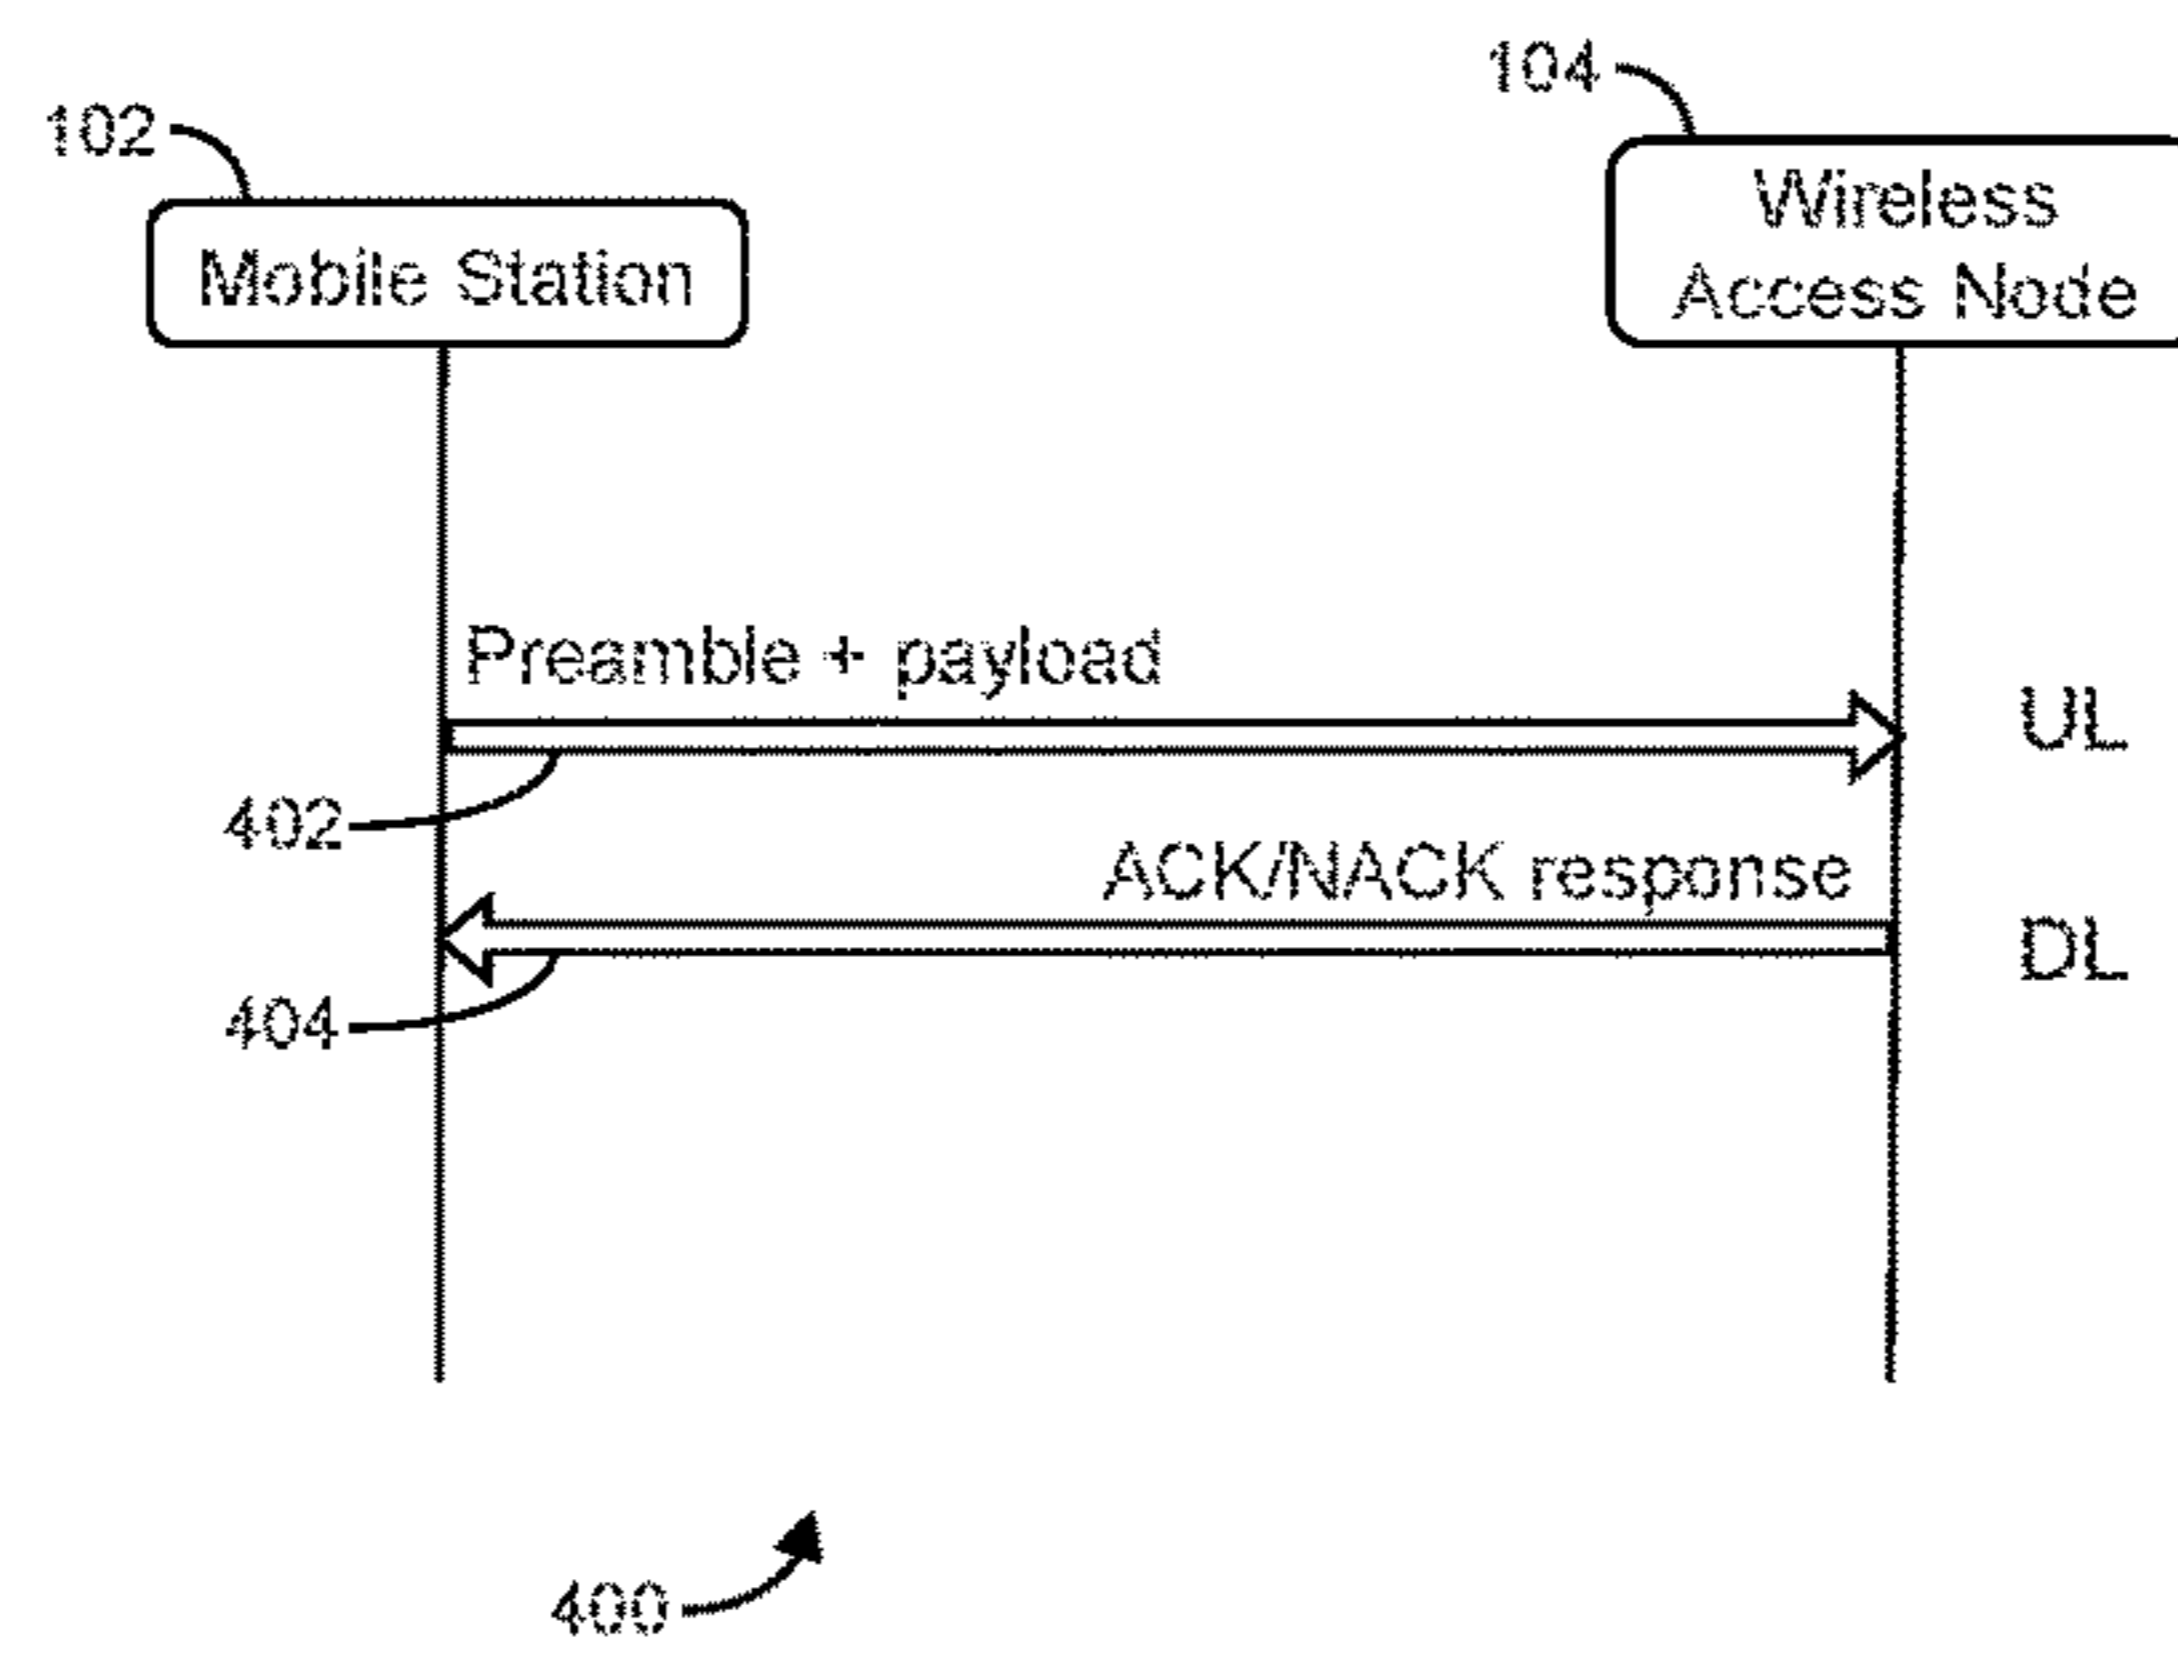 104
102
Wireless
Access Node
Mobile Station
Preamble + payload
UL
402
ACK/NACK response
DL
404
400